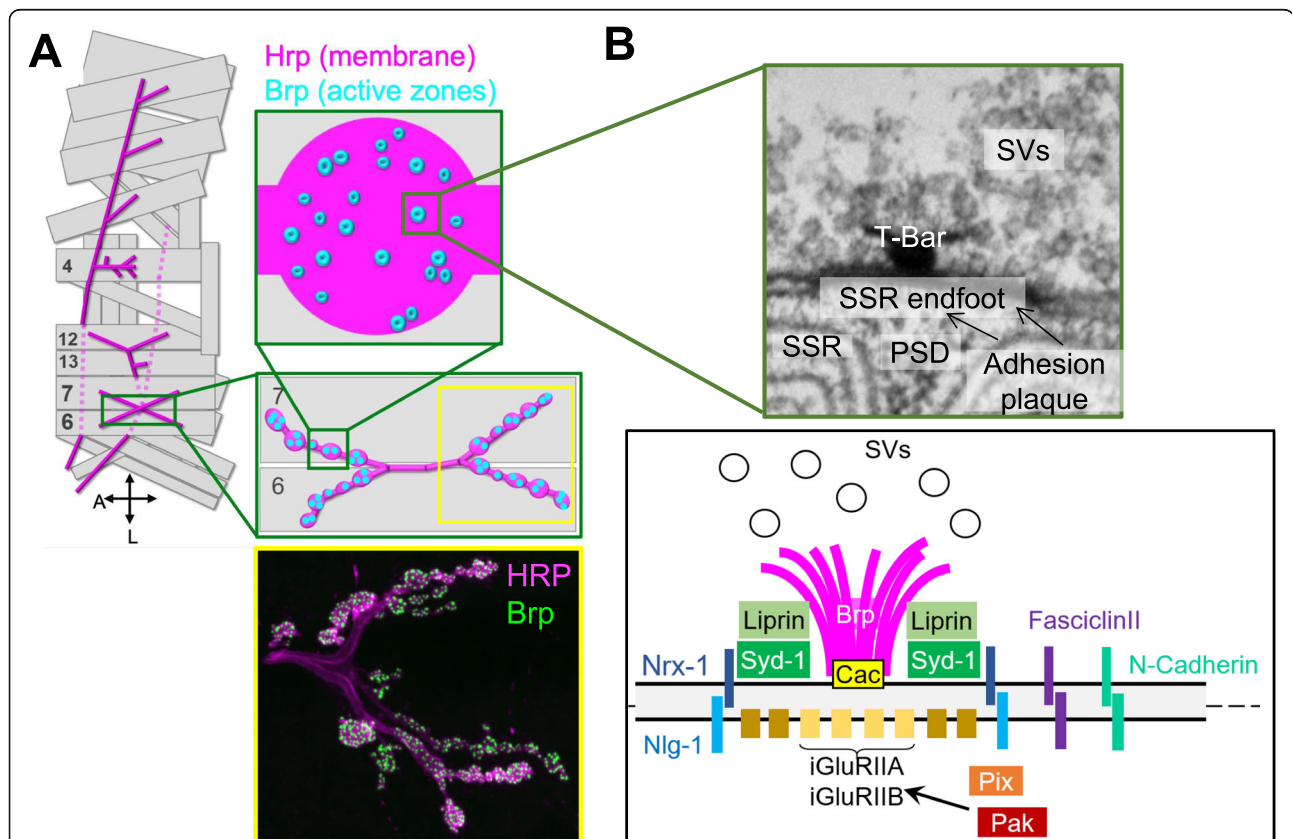 A
Hrp (membrane)
Brp (active zones)
4
12
13
7
6
A
L
7
6
HRP
Brp
B
SVs
T-Bar
SSR endfoot
SSR
PSD
Adhesion
plaque
SVs
Liprin
Brp
Liprin
FasciclinII
Nrx-1
Syd-1
Syd-1
N-Cadherin
Cac
Nlg-1
iGluRIIA
iGluRIIB
Pix
Pak